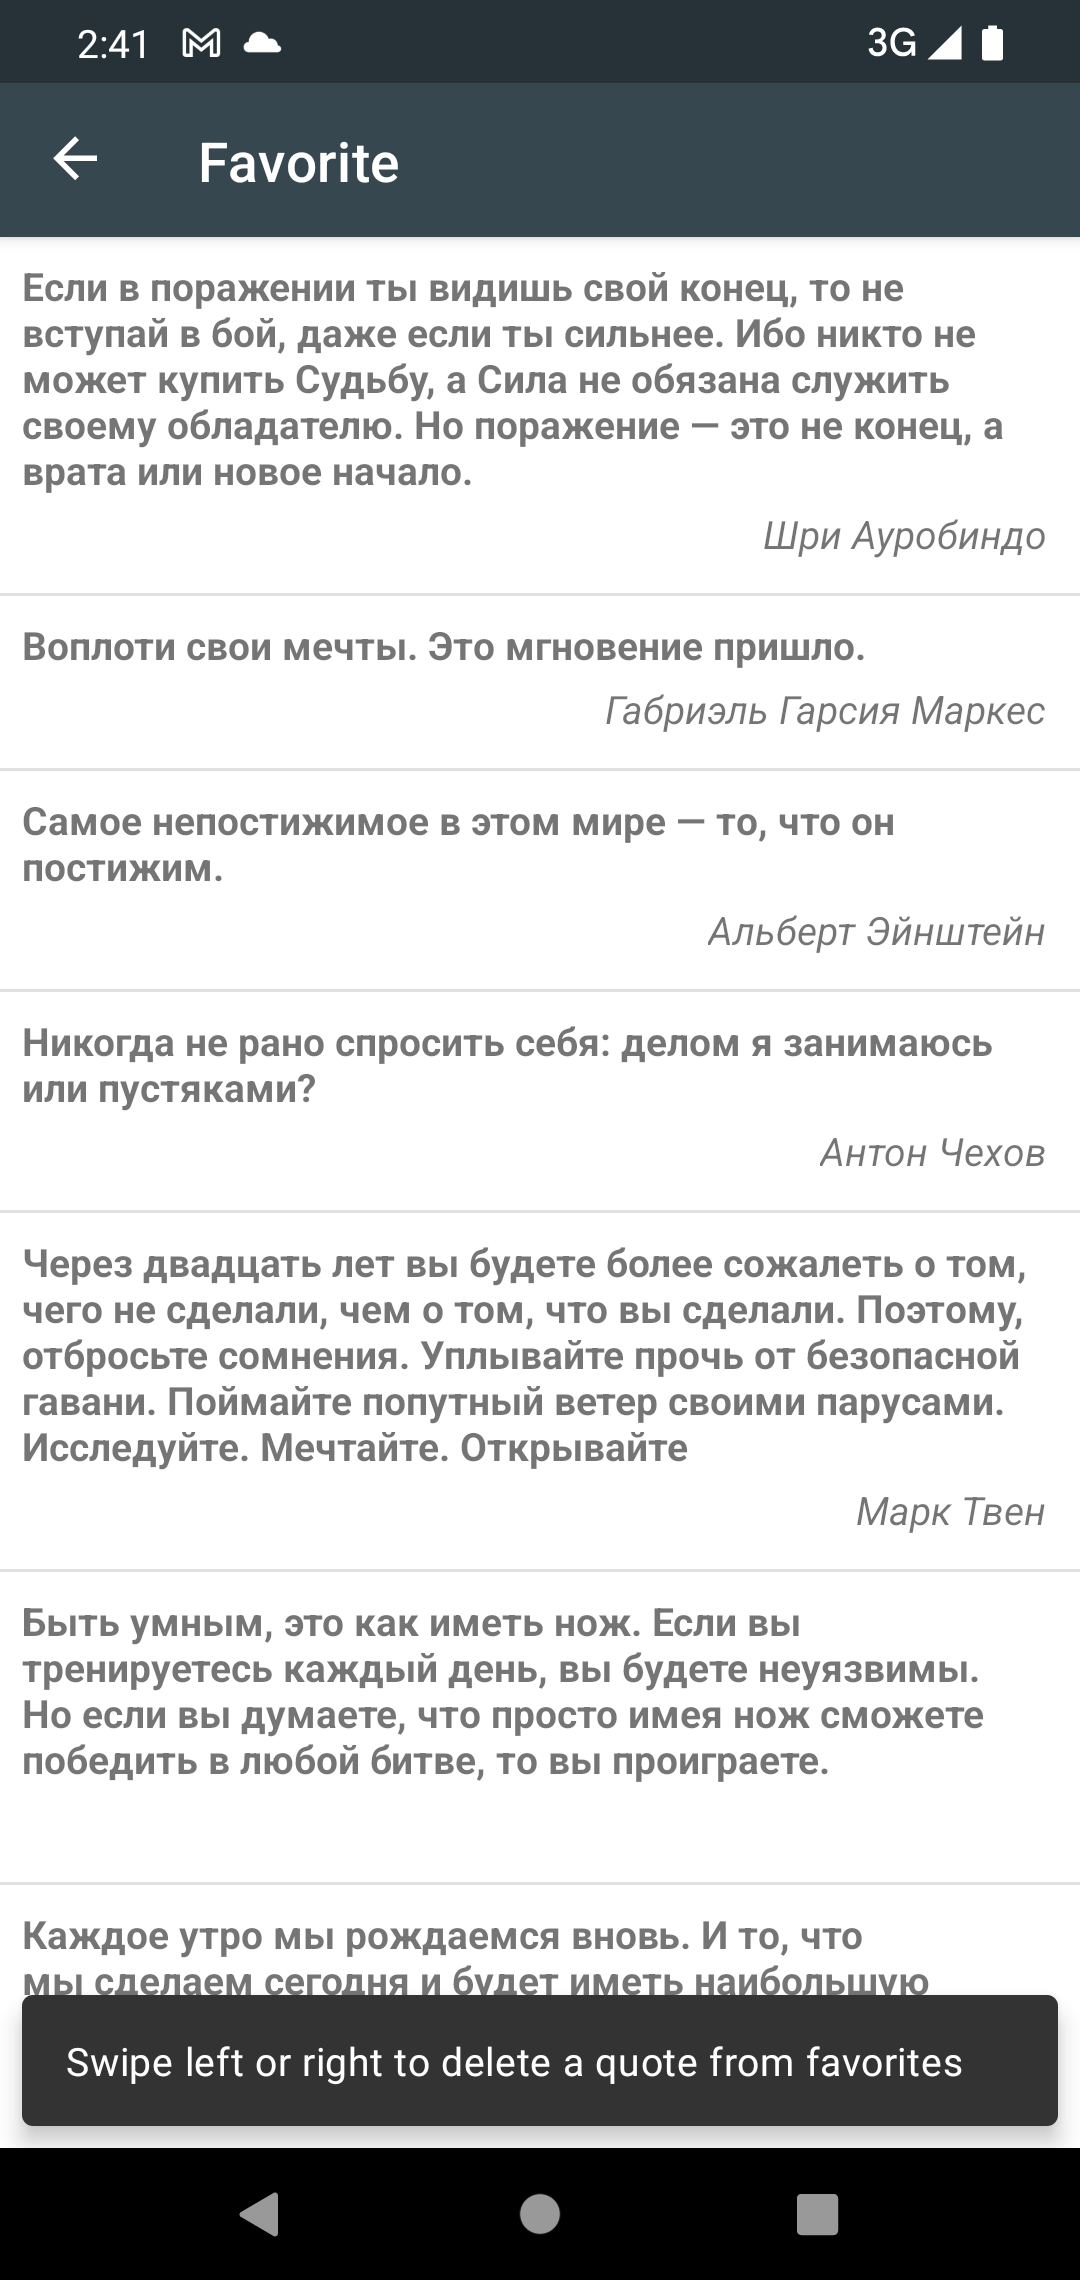 2:41
3G
Favorite
Если в поражении ты видишь свой конец, то не
вступай в бой, даже если ты сильнее. Ибо никто не
может купить Судьбу, а Сила не обязана служить
своему обладателю. Но поражение — это не конец, а
врата или новое начало.
Шри Ауробиндо
Воплоти свои мечты. Это мгновение пришло.
Габриэль Гарсия Маркес
Самое непостижимое в этом мире — то, что он
постижим.
Альберт Эйнштейн
Никогда не рано спросить себя: делом я занимаюсь
или пустяками?
Антон Чехов
Через двадцать лет вы будете более сожалеть о том,
чего не сделали, чем о том, что вы сделали. Поэтому,
отбросьте сомнения. Уплывайте прочь от безопасной
гавани. Поймайте попутный ветер своими парусами.
Исследуйте. Мечтайте. Открывайте
Марк Твен
Быть умным, это как иметь нож. Если вы
тренируетесь каждый день, вы будете неуязвимы.
Но если вы думаете, что просто имея нож сможете
победить в любой битве, то вы проиграете.
Каждое утро мы рождаемся вновь. И то, что
мы сделаем сегодня и будет иметь наибольшую
Swipe left or right to delete a quote from favorites